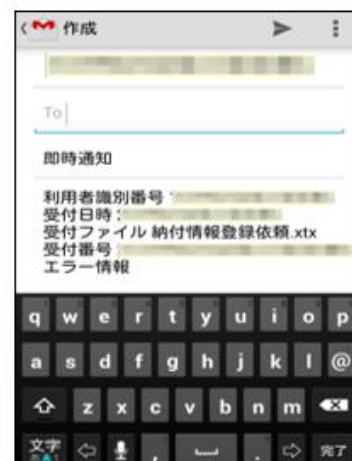 作成
To
即時通知
利用者識別番号
受付日時：
受付ファイル 納付情報登録依頼.xtx
受付番号
エラー情報
q w e r t y u i o p
a s d f g h j k l @
z x c v b n m
文字 , . 完了